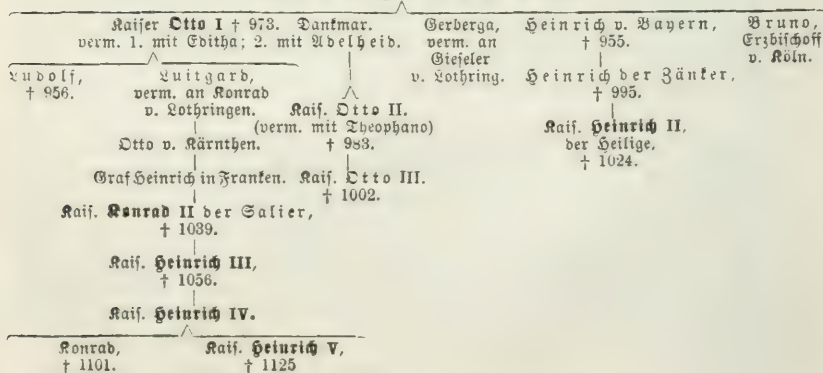 Kaiser Otto I † 973. Dankmar. Gerberga, Heinrich v. Bayern, Bruno,
verm. 1. mit Editha; 2. mit Adelheid. verm. an † 955. Erzbischoff
Gieseler v. Köln.
Ludolf, Luitgard, v. Lothring. Heinrich der Zänker,
† 956. verm. an Konrad † 995.
v. Lothringen. Kais. Otto II.
(verm. mit Theophano) Kais. Heinrich II,
Otto v. Kärnthen. † 983. der Heilige,
† 1024.
Graf Heinrich in Franken. Kais. Otto III.
† 1002.
Kais. Konrad II der Salier,
† 1039.
Kais. Heinrich III,
† 1056.
Kais. Heinrich IV.
Konrad, Kais. Heinrich V,
† 1101. † 1125